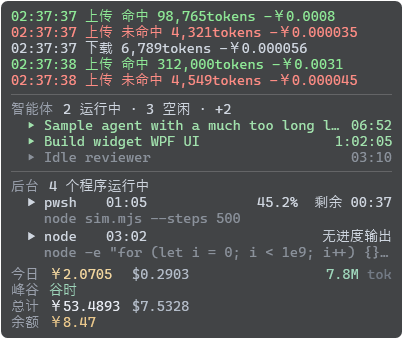 02:37:37 上传 命中 98,765tokens -￥0.0008
02:37:37 上传 未命中 4,321tokens -￥0.000035
02:37:37 下载 6,789tokens -￥0.000056
02:37:38 上传 命中 312,000tokens -￥0.0031
02:37:38 上传 未命中 4,549tokens -￥0.000045
智能体 2 运行中 · 3 空闲 · +2
▸ Sample agent with a much too long l… 06:52
▸ Build widget WPF UI 1:02:05
▸ Idle reviewer 03:10
后台 4 个程序运行中
▸ pwsh 01:05 45.2% 剩余 00:37
node sim.mjs --steps 500
▸ node 03:02 无进度输出
node -e "for (let i = 0; i < 1e9; i++) {}…
今日 ￥2.0705 $0.2903 7.8M tok
峰谷 谷时
总计 ￥53.4893 $7.5328
余额 ￥8.47